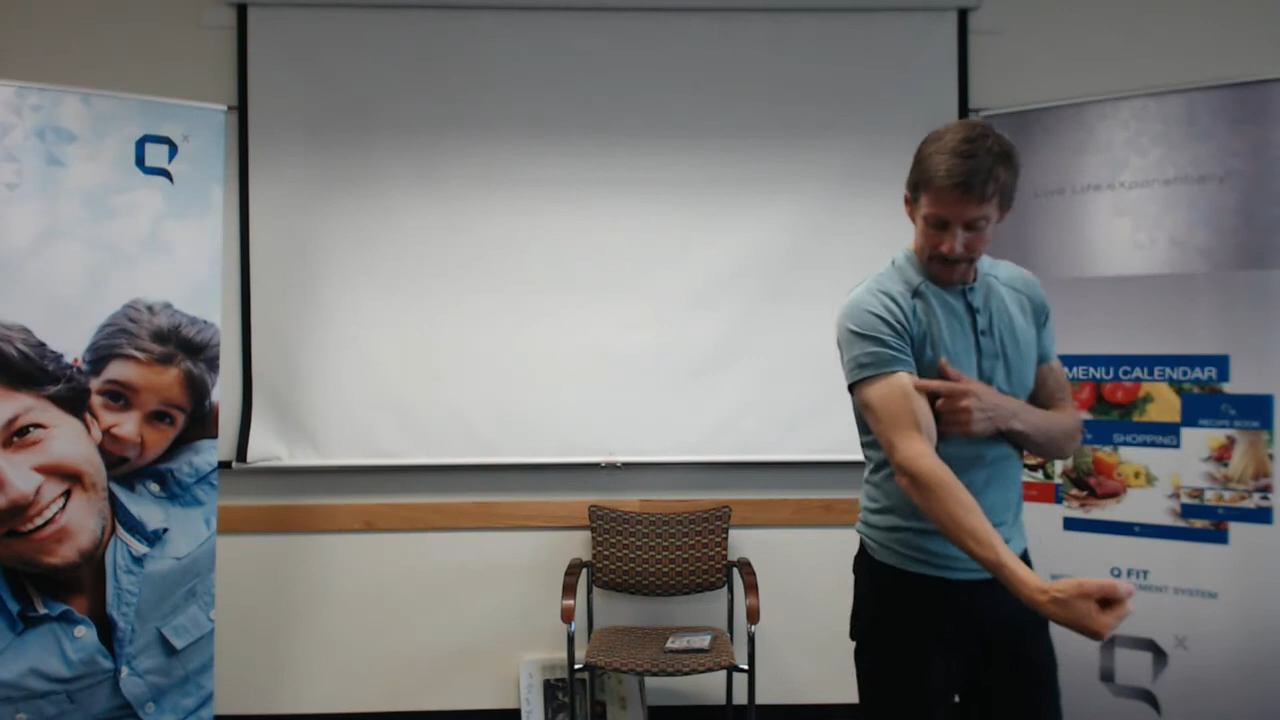 Live Life eXponentially
MENU CALENDAR
SHOPPING
RECIPE BOOK
Q FIT
MENT SYSTEM